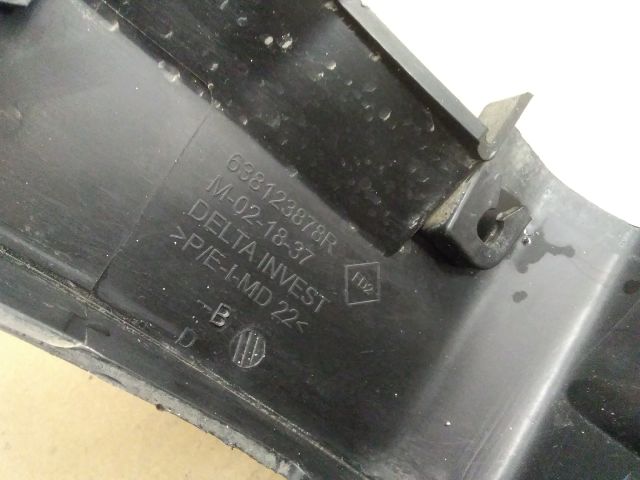 638123878R
M-02-18-37
DELTA INVEST
>P/E-I-MD 22<
B
D